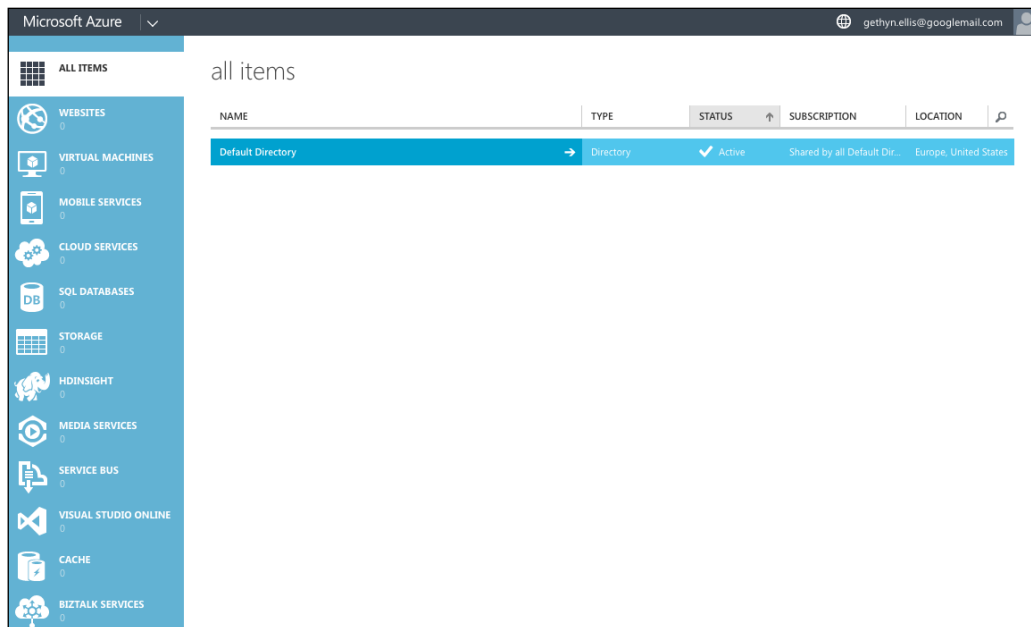 Microsoft Azure
gethyn.ellis@googlemail.com
ALL ITEMS
WEBSITES
0
VIRTUAL MACHINES
0
MOBILE SERVICES
0
CLOUD SERVICES
0
DB
SQL DATABASES
0
STORAGE
0
HDINSIGHT
0
MEDIA SERVICES
0
SERVICE BUS
0
VISUAL STUDIO ONLINE
0
CACHE
0
BIZTALK SERVICES
0
all items
NAME TYPE STATUS SUBSCRIPTION LOCATION
Default Directory Directory Active Shared by all Default Dir... Europe, United States